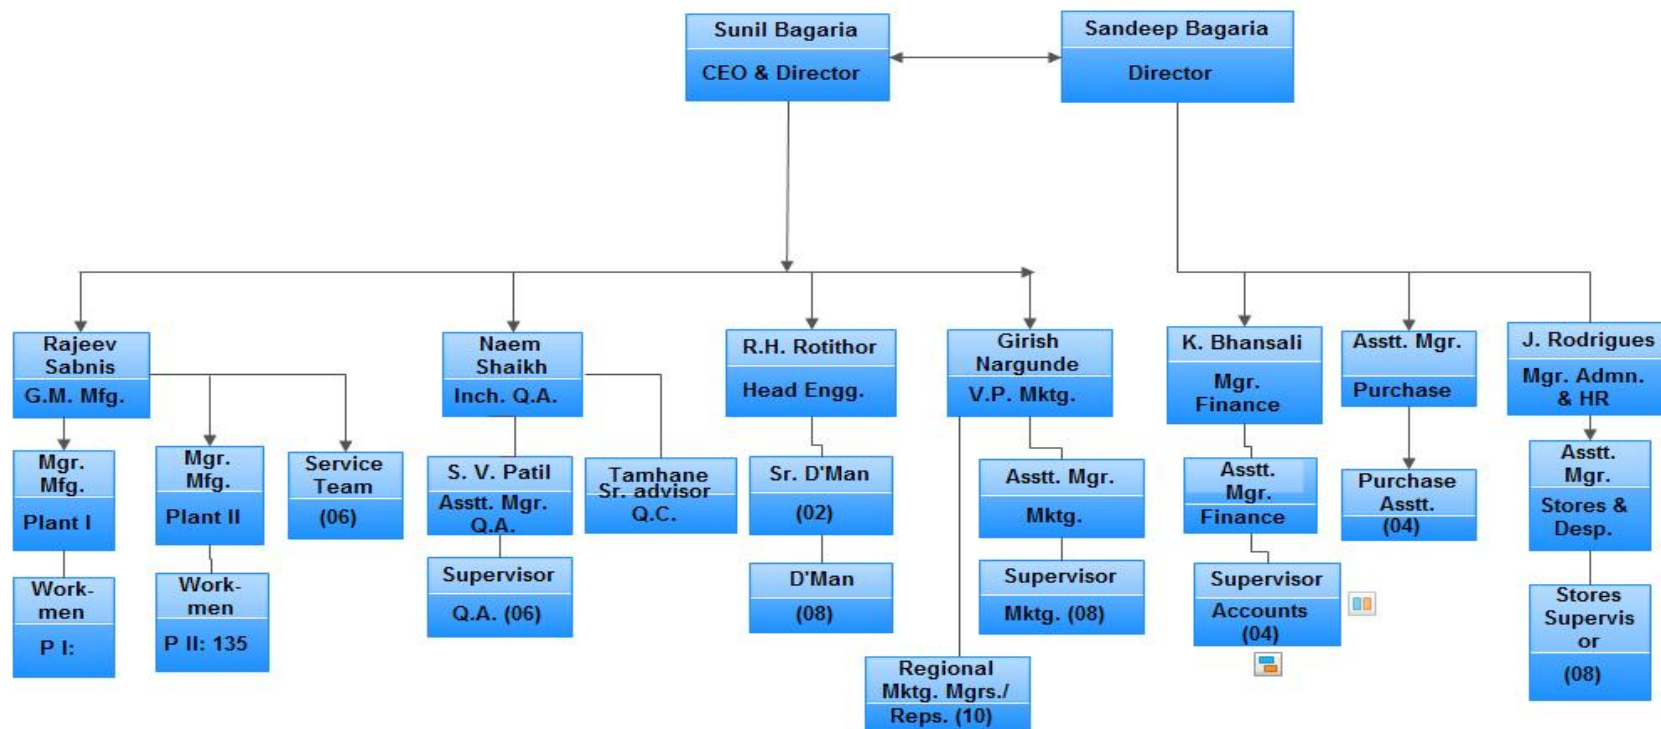 Sunil Bagaria
CEO & Director
Sandeep Bagaria
Director
Rajeev
Sabnis
G.M. Mfg.
Naem
Shaikh
Inch. Q.A.
R.H. Rotithor
Head Engg.
Girish
Nargunde
V.P. Mktg.
K. Bhansali
Mgr.
Finance
Asstt. Mgr.
Purchase
J. Rodrigues
Mgr. Admn.
& HR
Mgr.
Mfg.
Plant I
Mgr.
Mfg.
Plant II
Service
Team
(06)
S. V. Patil
Asstt. Mgr.
Q.A.
Tamhane
Sr. advisor
Q.C.
Sr. D'Man
(02)
Asstt. Mgr.
Mktg.
Asstt.
Mgr.
Finance
Purchase
Asstt.
(04)
Asstt.
Mgr.
Stores &
Desp.
Work-
men
P I:
Work-
men
P II: 135
Supervisor
Q.A. (06)
D'Man
(08)
Supervisor
Mktg. (08)
Supervisor
Accounts
(04)
Stores
Supervis
or
(08)
Regional
Mktg. Mgrs./
Reps. (10)